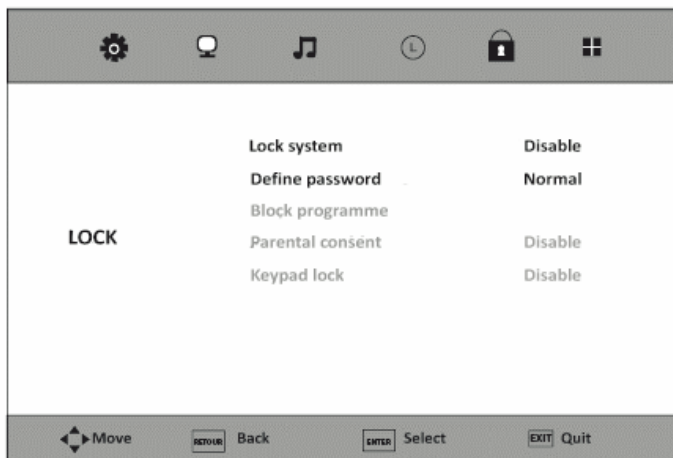 L
Lock system Disable
Define password Normal
Block programme
LOCK
Parental consent Disable
Keypad lock Disable
Move RETOUR Back ENTER Select EXIT Quit